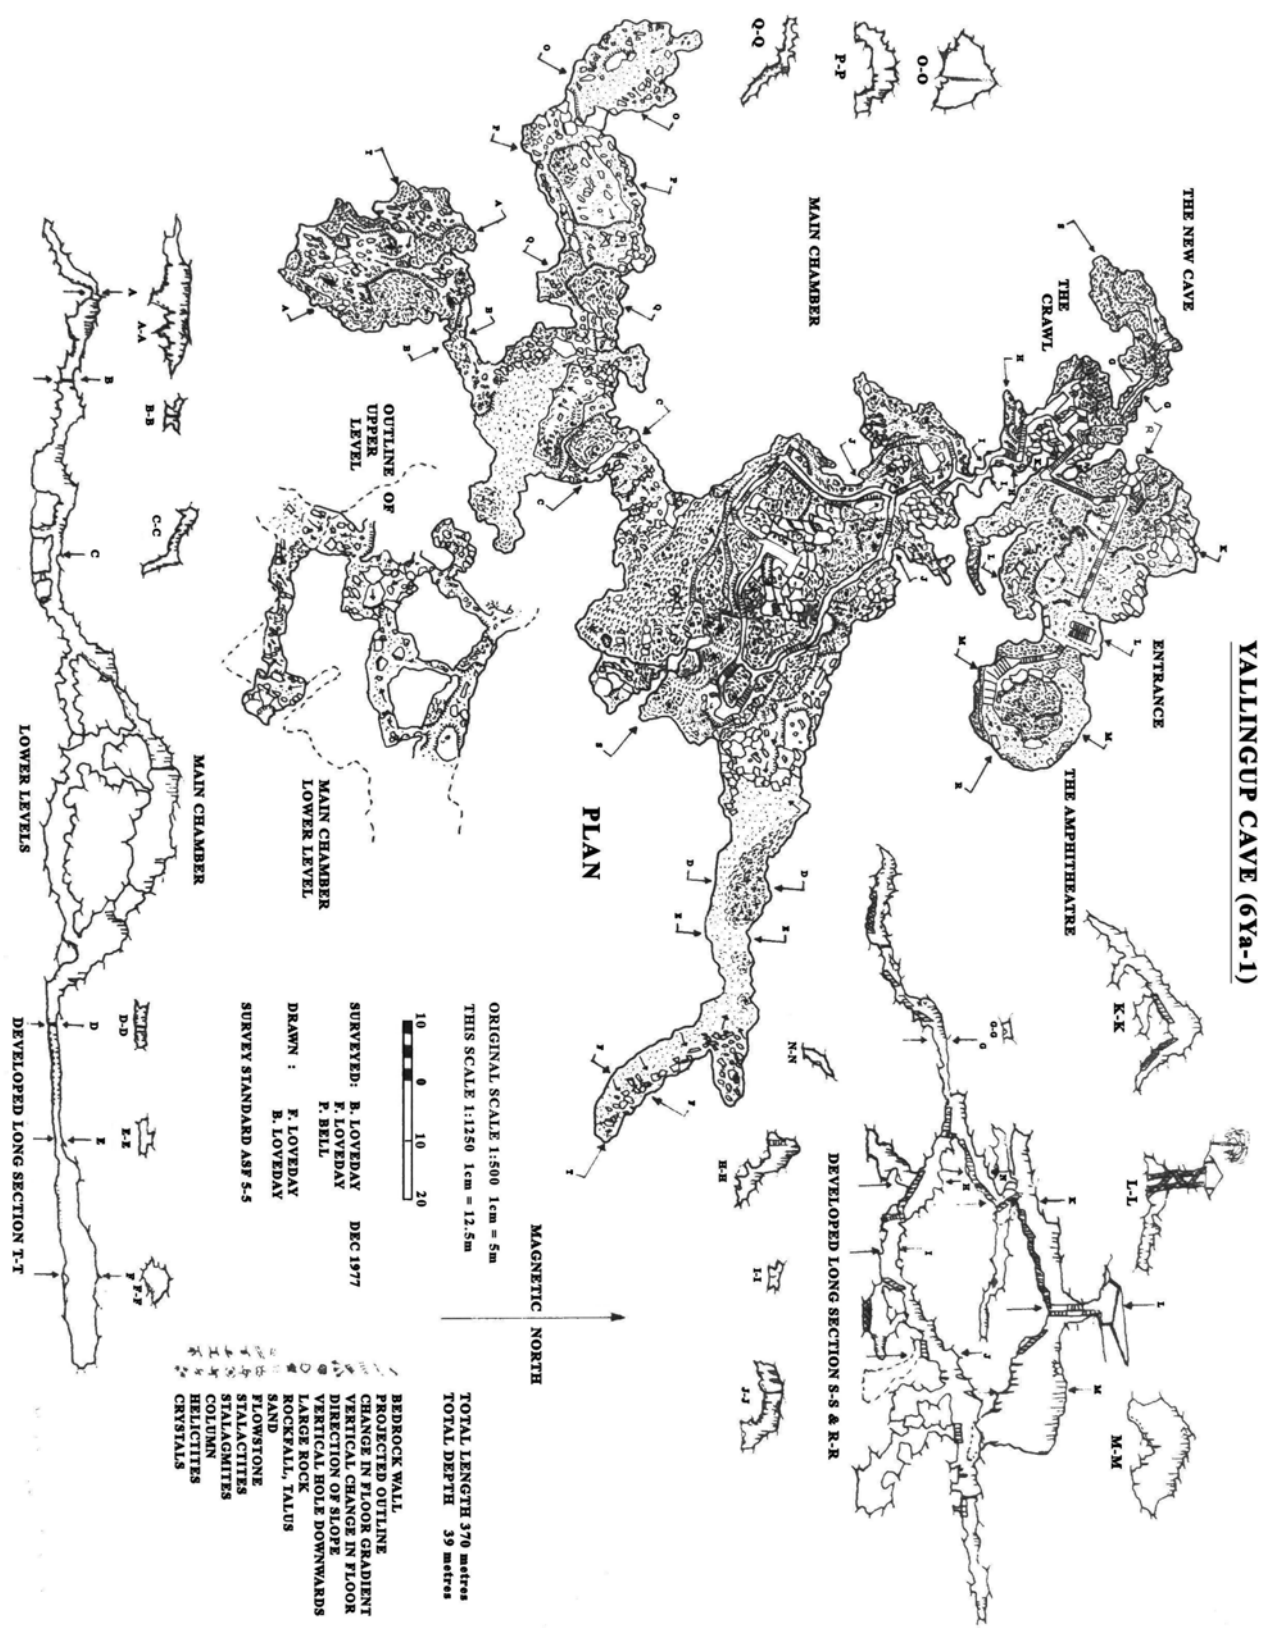 YALLINGUP CAVE (6Ya-1)
O-O
P-P
Q-Q
THE NEW CAVE
THE
CRAWL
MAIN CHAMBER
ENTRANCE
THE AMPHITHEATRE
K-K
L-L
M-M
G-G
N-N
H-H
I-I
J-J
DEVELOPED LONG SECTION S-S & R-R
PLAN
OUTLINE OF
UPPER
LEVEL
MAIN CHAMBER
LOWER LEVEL
ORIGINAL SCALE 1:500 1cm = 5m
THIS SCALE 1:1250 1cm = 12.5m
10 0 10 20
SURVEYED: B. LOVEDAY DEC 1977
F. LOVEDAY
P. BELL
DRAWN : F. LOVEDAY
B. LOVEDAY
SURVEY STANDARD ASF 5-5
MAGNETIC NORTH
TOTAL LENGTH 370 metres
TOTAL DEPTH 39 metres
BEDROCK WALL
PROJECTED OUTLINE
CHANGE IN FLOOR GRADIENT
VERTICAL CHANGE IN FLOOR
DIRECTION OF SLOPE
VERTICAL HOLE DOWNWARDS
LARGE ROCK
ROCKFALL, TALUS
SAND
FLOWSTONE
STALACTITES
STALAGMITES
COLUMN
HELICTITES
CRYSTALS
A-A
B-B
C-C
MAIN CHAMBER
D-D
E-E
F-F
A
B
C
D
E
F
LOWER LEVELS
DEVELOPED LONG SECTION T-T